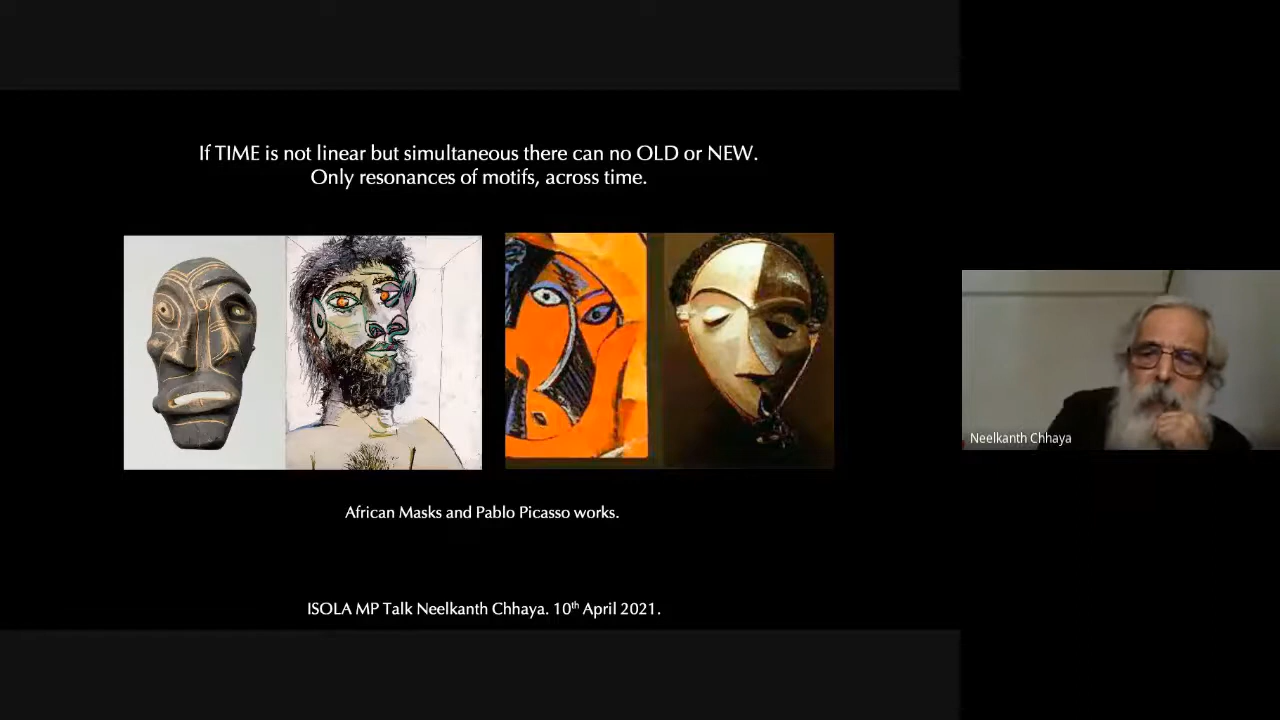 If TIME is not linear but simultaneous there can no OLD or NEW.
Only resonances of motifs, across time.
African Masks and Pablo Picasso works.
ISOLA MP Talk Neelkanth Chhaya. 10th April 2021.
Neelkanth Chhaya